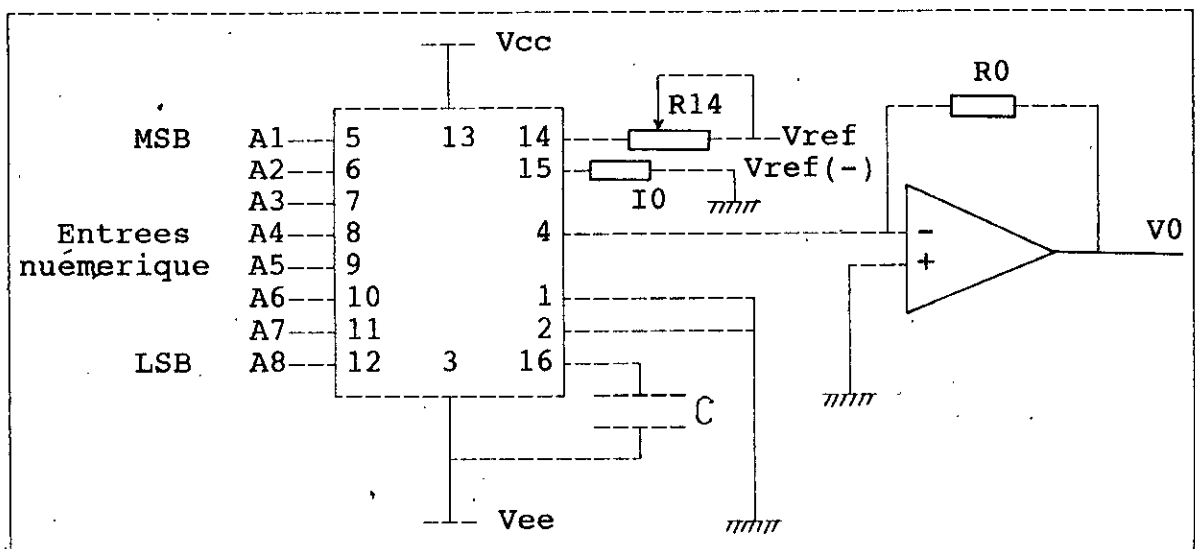 Vcc
R0
R14
MSB A1 5 13 14 Vref
A2 6 15 Vref(-)
A3 7 I0
Entrees A4 8 4 - V0
nuémerique A5 9 +
A6 10 1
A7 11 2
LSB A8 12 3 16
C
Vee